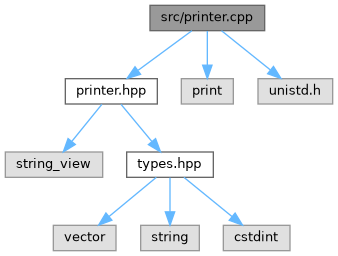 src/printer.cpp
printer.hpp
print
unistd.h
string_view
types.hpp
vector
string
cstdint